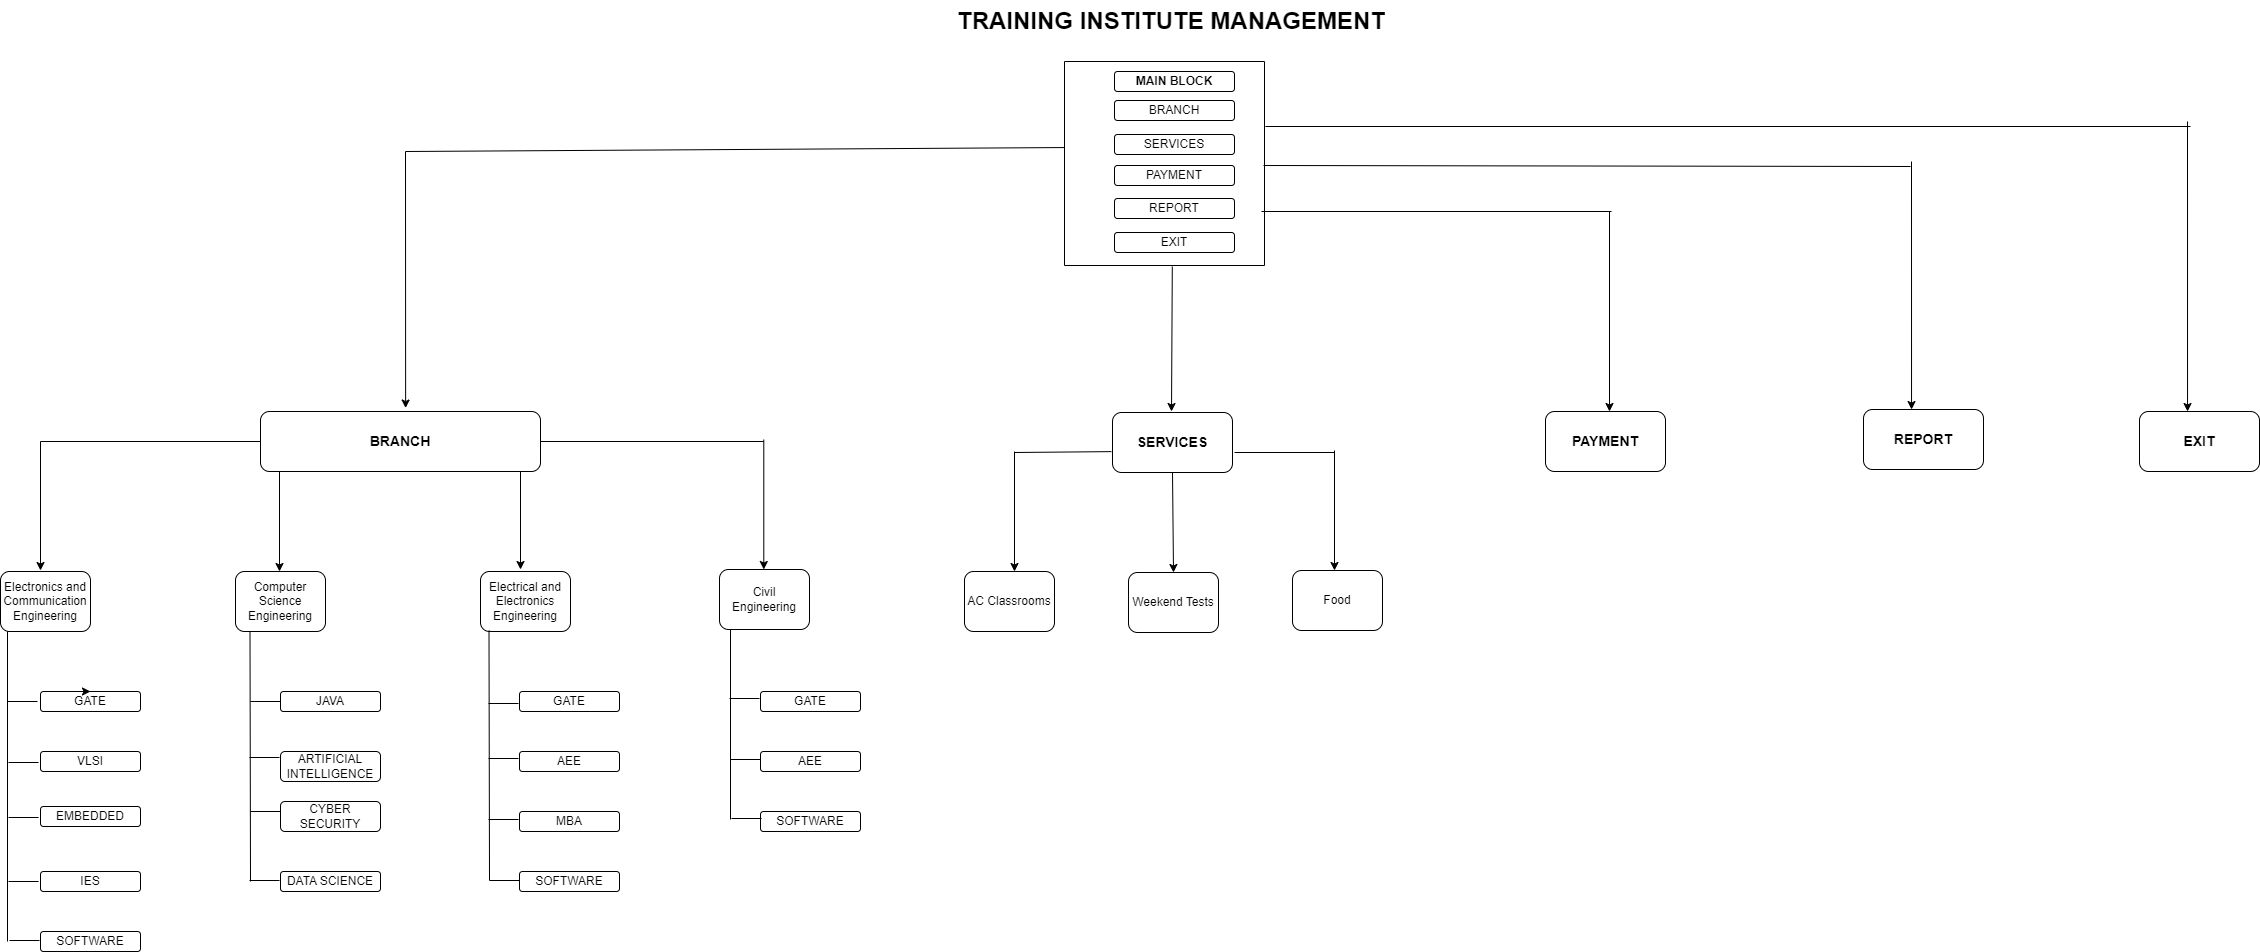 TRAINING INSTITUTE MANAGEMENT
MAIN BLOCK
BRANCH
SERVICES
PAYMENT
REPORT
EXIT
BRANCH
SERVICES
PAYMENT
REPORT
EXIT
Electronics and
Communication
Engineering
Computer
Science
Engineering
Electrical and
Electronics
Engineering
Civil
Engineering
AC Classrooms
Weekend Tests
Food
GATE
VLSI
EMBEDDED
IES
SOFTWARE
JAVA
ARTIFICIAL
INTELLIGENCE
CYBER
SECURITY
DATA SCIENCE
GATE
AEE
MBA
SOFTWARE
GATE
AEE
SOFTWARE